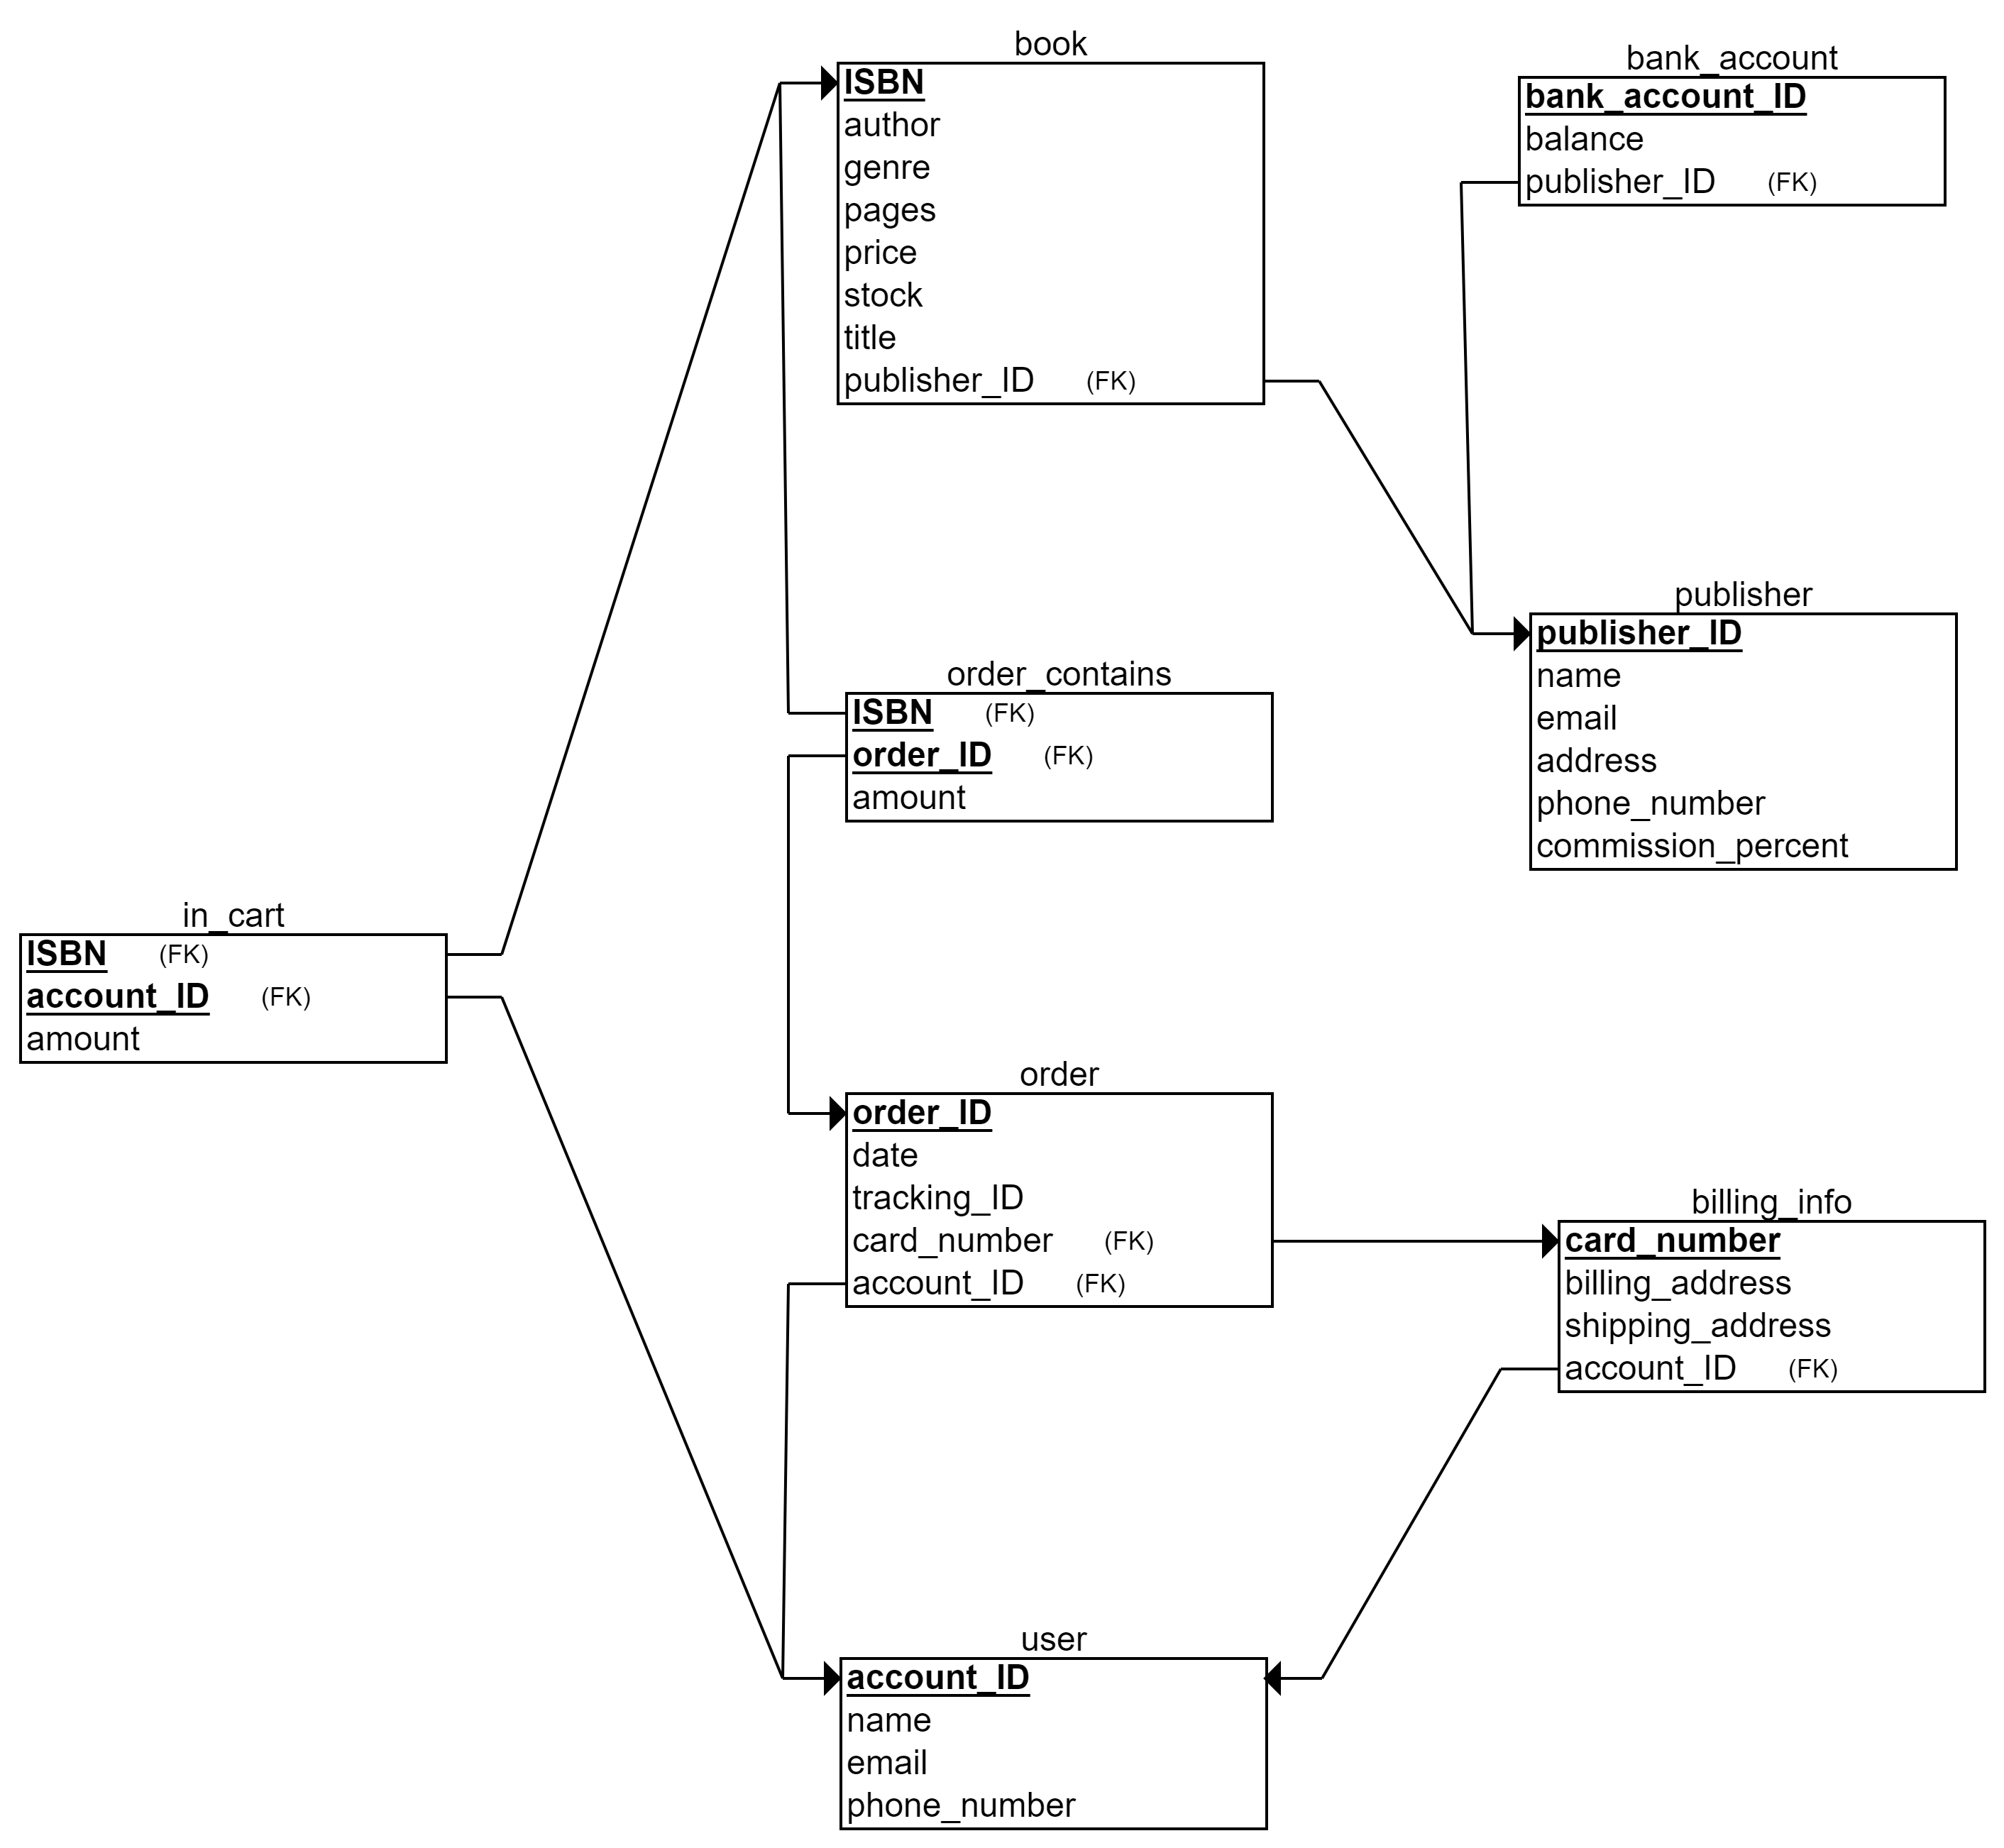 book
ISBN
author
genre
pages
price
stock
title
publisher_ID (FK)
bank_account
bank_account_ID
balance
publisher_ID (FK)
publisher
publisher_ID
name
email
address
phone_number
commission_percent
order_contains
ISBN (FK)
order_ID (FK)
amount
in_cart
ISBN (FK)
account_ID (FK)
amount
order
order_ID
date
tracking_ID
card_number (FK)
account_ID (FK)
billing_info
card_number
billing_address
shipping_address
account_ID (FK)
user
account_ID
name
email
phone_number